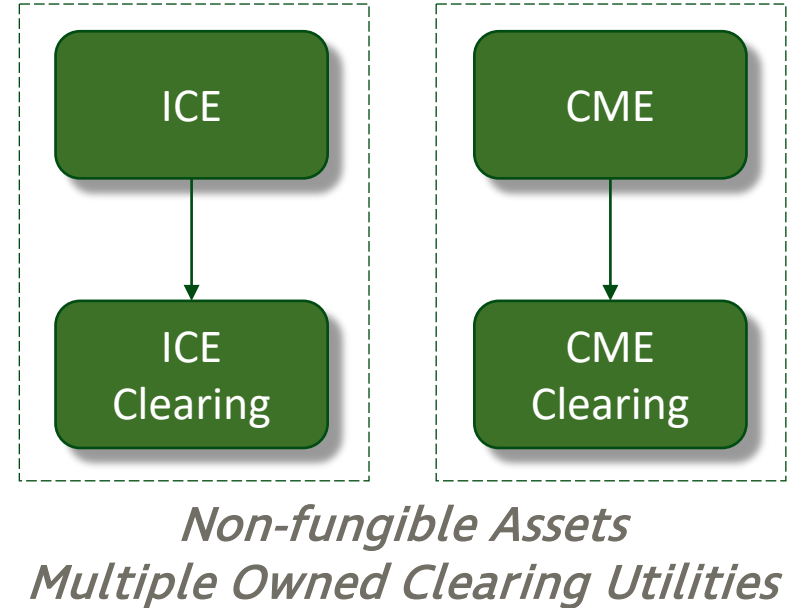 ICE
CME
ICE
Clearing
CME
Clearing
Non-fungible Assets
Multiple Owned Clearing Utilities